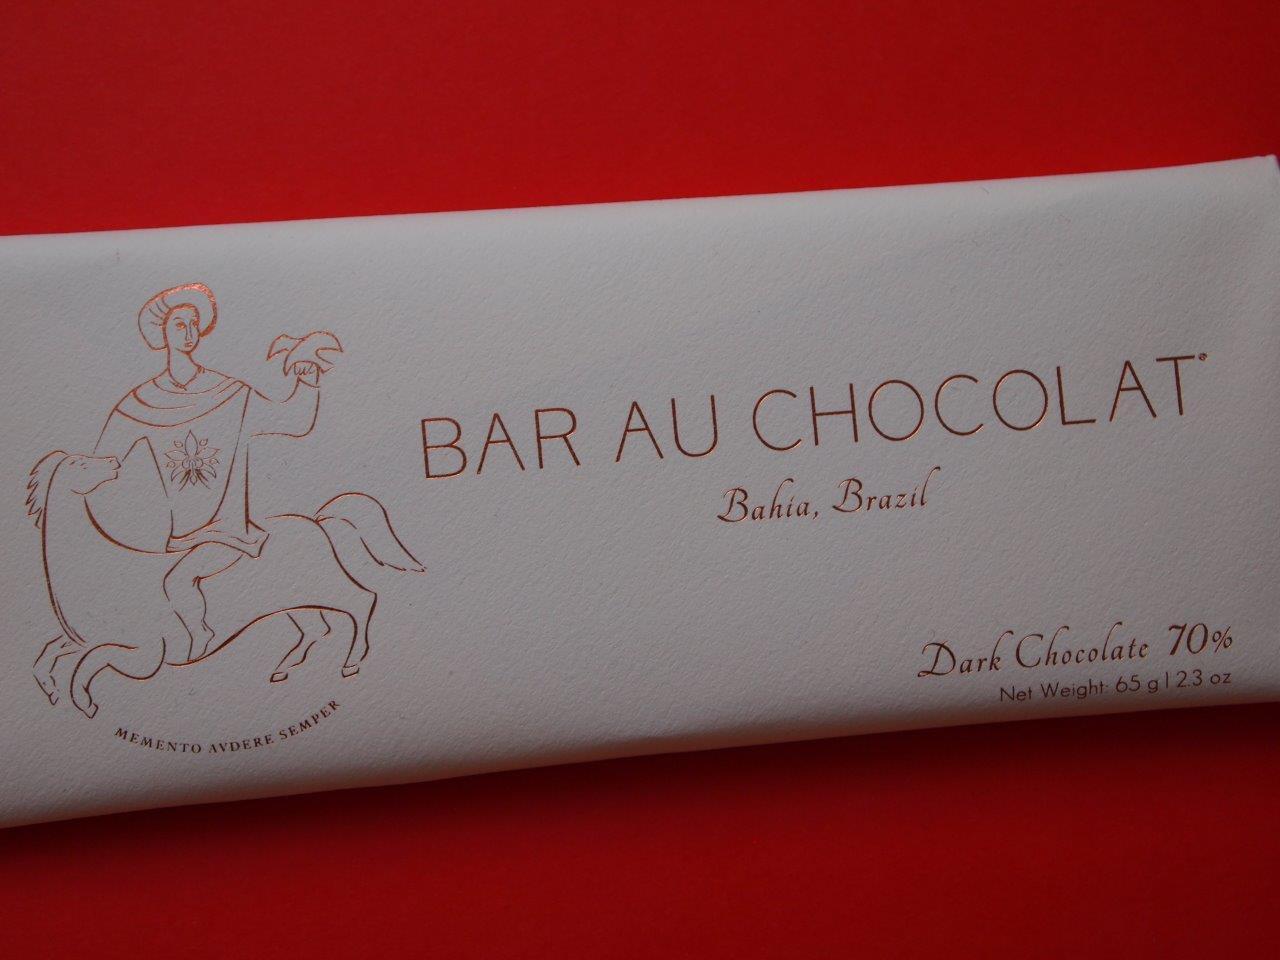 BAR AU CHOCOLAT
Bahia, Brazil
Dark Chocolate 70%
Net Weight: 65 g | 2.3 oz
MEMENTO AVDERE SEMPER